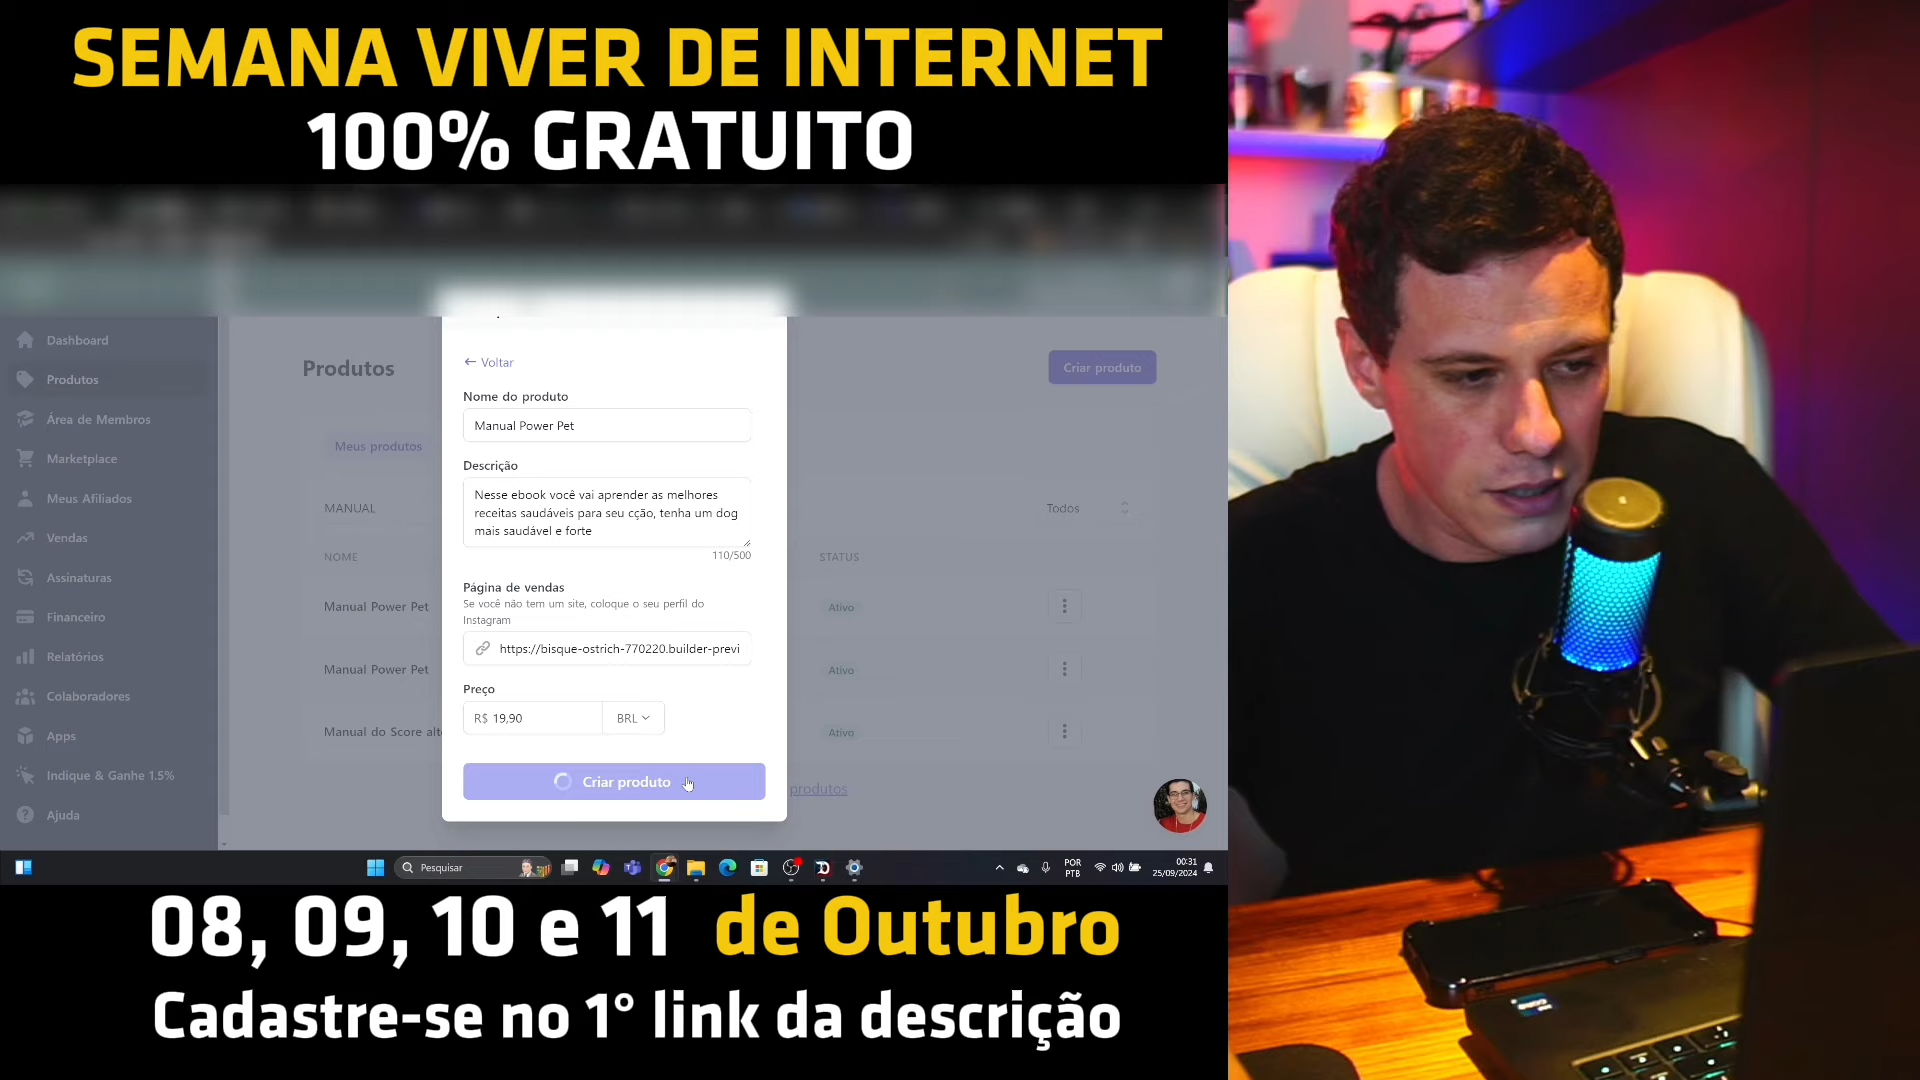 SEMANA VIVER DE INTERNET
100% GRATUITO
Dashboard
Produtos
Área de Membros
Marketplace
Meus Afiliados
Vendas
Assinaturas
Financeiro
Relatórios
Colaboradores
Apps
Indique & Ganhe 1.5%
Ajuda
Produtos
Criar produto
Meus produtos
MANUAL
Todos
NOME
STATUS
Manual Power Pet
Ativo
Manual Power Pet
Ativo
Manual do Score alt
Ativo
produtos
← Voltar
Nome do produto
Manual Power Pet
Descrição
Nesse ebook você vai aprender as melhores
receitas saudáveis para seu cção, tenha um dog
mais saudável e forte
110/500
Página de vendas
Se você não tem um site, coloque o seu perfil do
Instagram
https://bisque-ostrich-770220.builder-previ
Preço
R$ 19,90
BRL
Criar produto
Pesquisar
POR
PTB
00:31
25/09/2024
08, 09, 10 e 11 de Outubro
Cadastre-se no 1° link da descrição